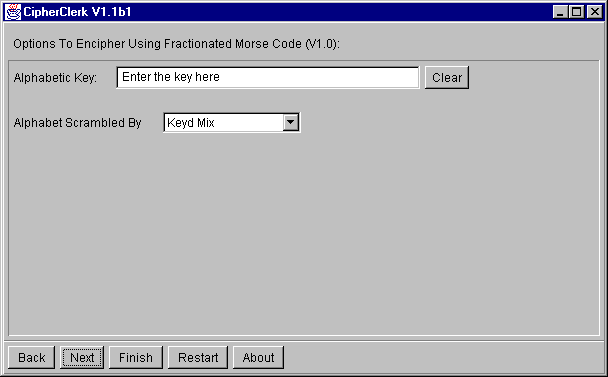 CipherClerk V1.1b1
Options To Encipher Using Fractionated Morse Code (V1.0):
Alphabetic Key: Enter the key here Clear
Alphabet Scrambled By Keyd Mix
Back Next Finish Restart About